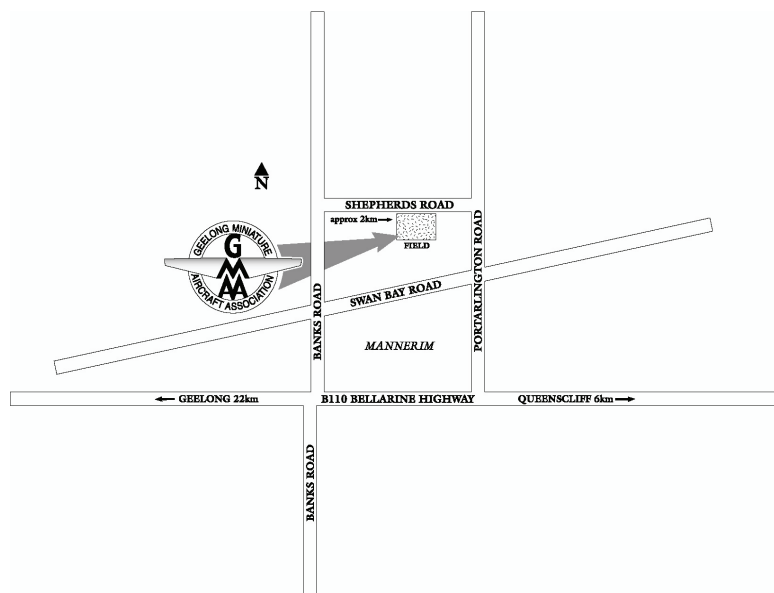 N
SHEPHERDS ROAD
approx 2km
FIELD
GEELONG MINIATURE
G
M
AA
AIRCRAFT ASSOCIATION
PORTARLINGTON ROAD
SWAN BAY ROAD
BANKS ROAD
MANNERIM
GEELONG 22km
B110 BELLARINE HIGHWAY
QUEENSCLIFF 6km
BANKS ROAD